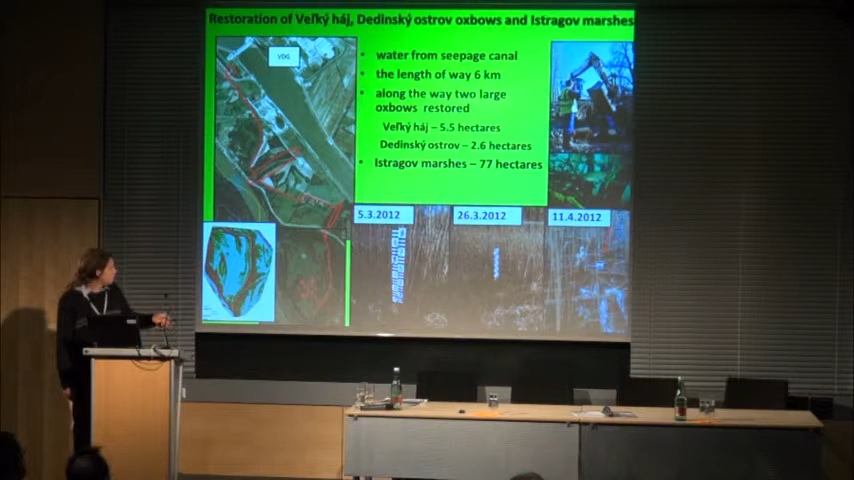 Restoration of Veľký háj, Dedinský ostrov oxbows and Istragov marshes
VDG
• water from seepage canal
• the length of way 6 km
• along the way two large
oxbows restored
Veľký háj – 5.5 hectares
Dedinský ostrov – 2.6 hectares
• Istragov marshes – 77 hectares
5.3.2012
26.3.2012
11.4.2012